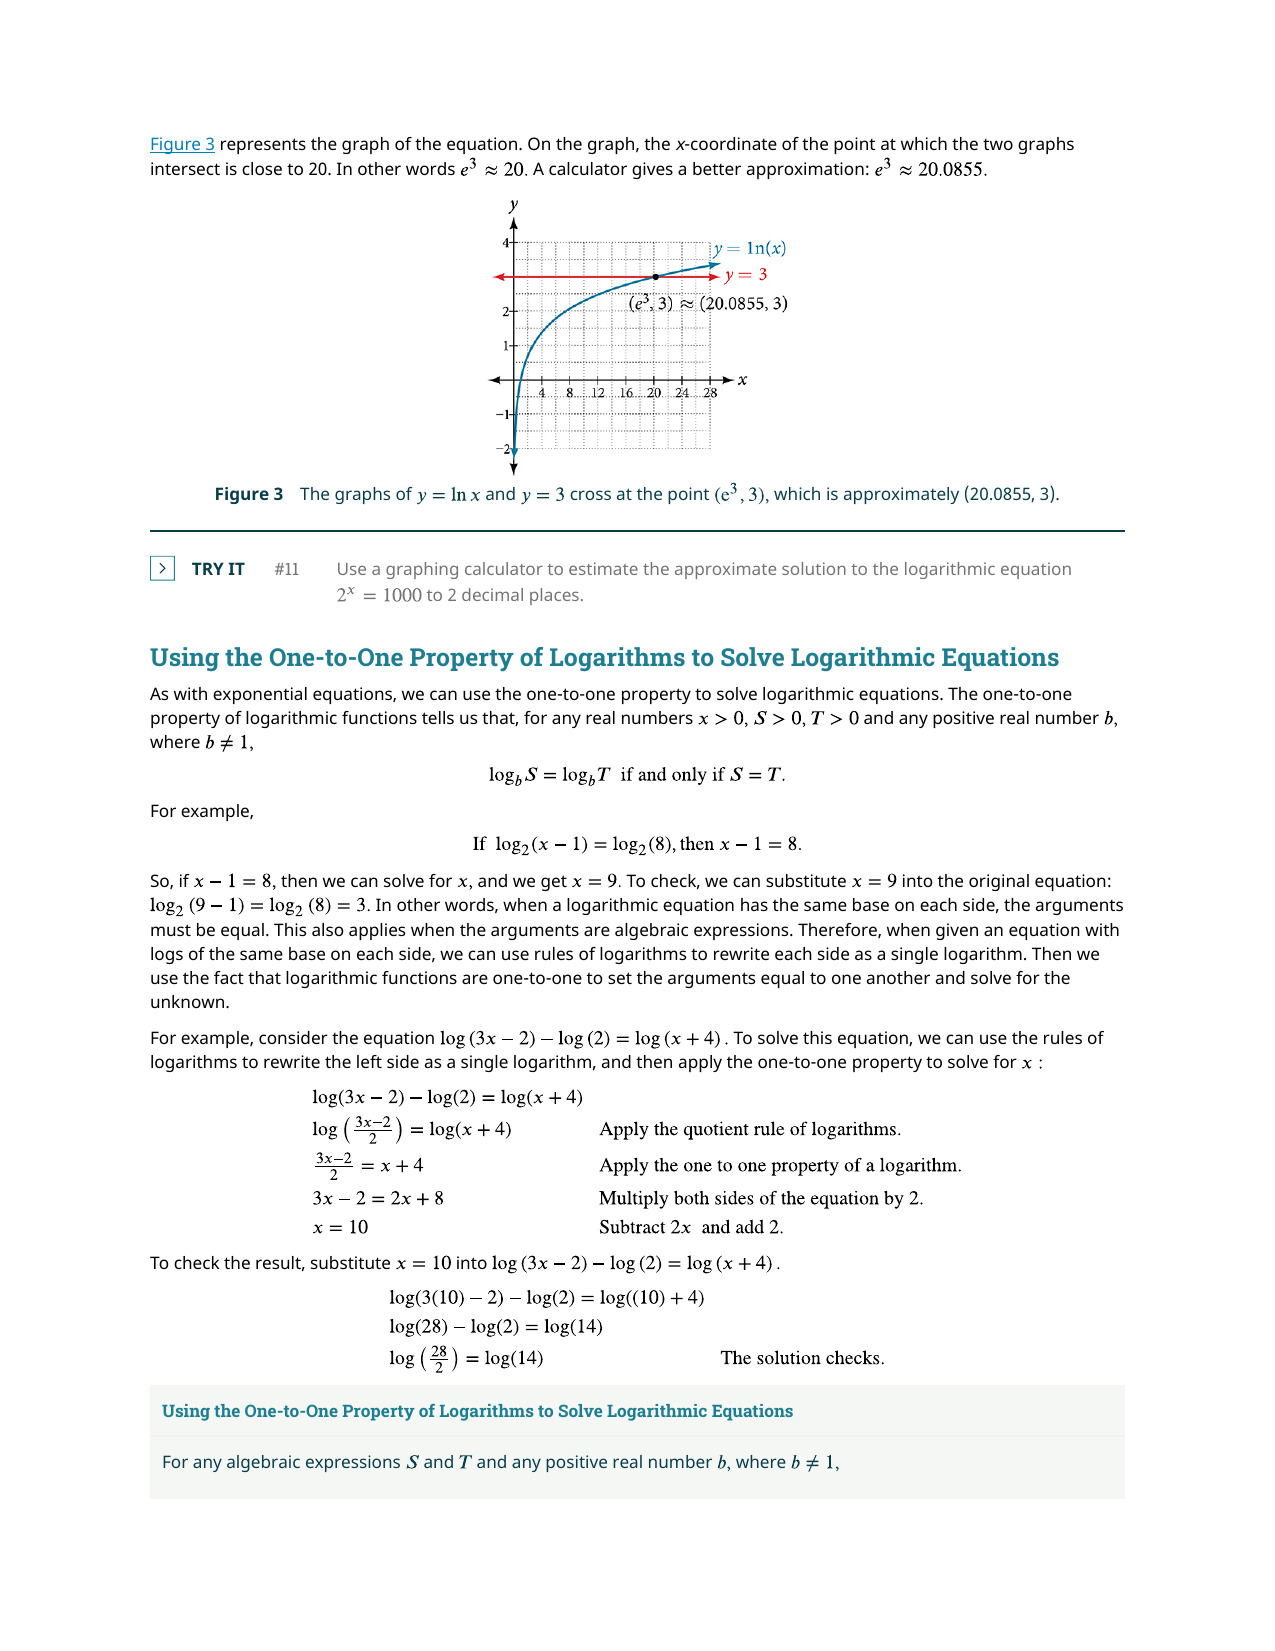 Figure 3 represents the graph of the equation. On the graph, the x-coordinate of the point at which the two graphs
intersect is close to 20. In other words e³ ≈ 20. A calculator gives a better approximation: e³ ≈ 20.0855.
y
4
y = ln(x)
y = 3
(e³, 3) ≈ (20.0855, 3)
2
1
x
4 8 12 16 20 24 28
−1
−2
Figure 3 The graphs of y = ln x and y = 3 cross at the point (e³, 3), which is approximately (20.0855, 3).
> TRY IT #11 Use a graphing calculator to estimate the approximate solution to the logarithmic equation
2ˣ = 1000 to 2 decimal places.
Using the One-to-One Property of Logarithms to Solve Logarithmic Equations
As with exponential equations, we can use the one-to-one property to solve logarithmic equations. The one-to-one
property of logarithmic functions tells us that, for any real numbers x > 0, S > 0, T > 0 and any positive real number b,
where b ≠ 1,
log_b S = log_b T if and only if S = T.
For example,
If log₂(x − 1) = log₂(8), then x − 1 = 8.
So, if x − 1 = 8, then we can solve for x, and we get x = 9. To check, we can substitute x = 9 into the original equation:
log₂ (9 − 1) = log₂ (8) = 3. In other words, when a logarithmic equation has the same base on each side, the arguments
must be equal. This also applies when the arguments are algebraic expressions. Therefore, when given an equation with
logs of the same base on each side, we can use rules of logarithms to rewrite each side as a single logarithm. Then we
use the fact that logarithmic functions are one-to-one to set the arguments equal to one another and solve for the
unknown.
For example, consider the equation log (3x − 2) − log (2) = log (x + 4) . To solve this equation, we can use the rules of
logarithms to rewrite the left side as a single logarithm, and then apply the one-to-one property to solve for x :
log(3x − 2) − log(2) = log(x + 4)
log ( (3x−2)/2 ) = log(x + 4) Apply the quotient rule of logarithms.
(3x−2)/2 = x + 4 Apply the one to one property of a logarithm.
3x − 2 = 2x + 8 Multiply both sides of the equation by 2.
x = 10 Subtract 2x and add 2.
To check the result, substitute x = 10 into log (3x − 2) − log (2) = log (x + 4) .
log(3(10) − 2) − log(2) = log((10) + 4)
log(28) − log(2) = log(14)
log ( 28/2 ) = log(14) The solution checks.
Using the One-to-One Property of Logarithms to Solve Logarithmic Equations
For any algebraic expressions S and T and any positive real number b, where b ≠ 1,